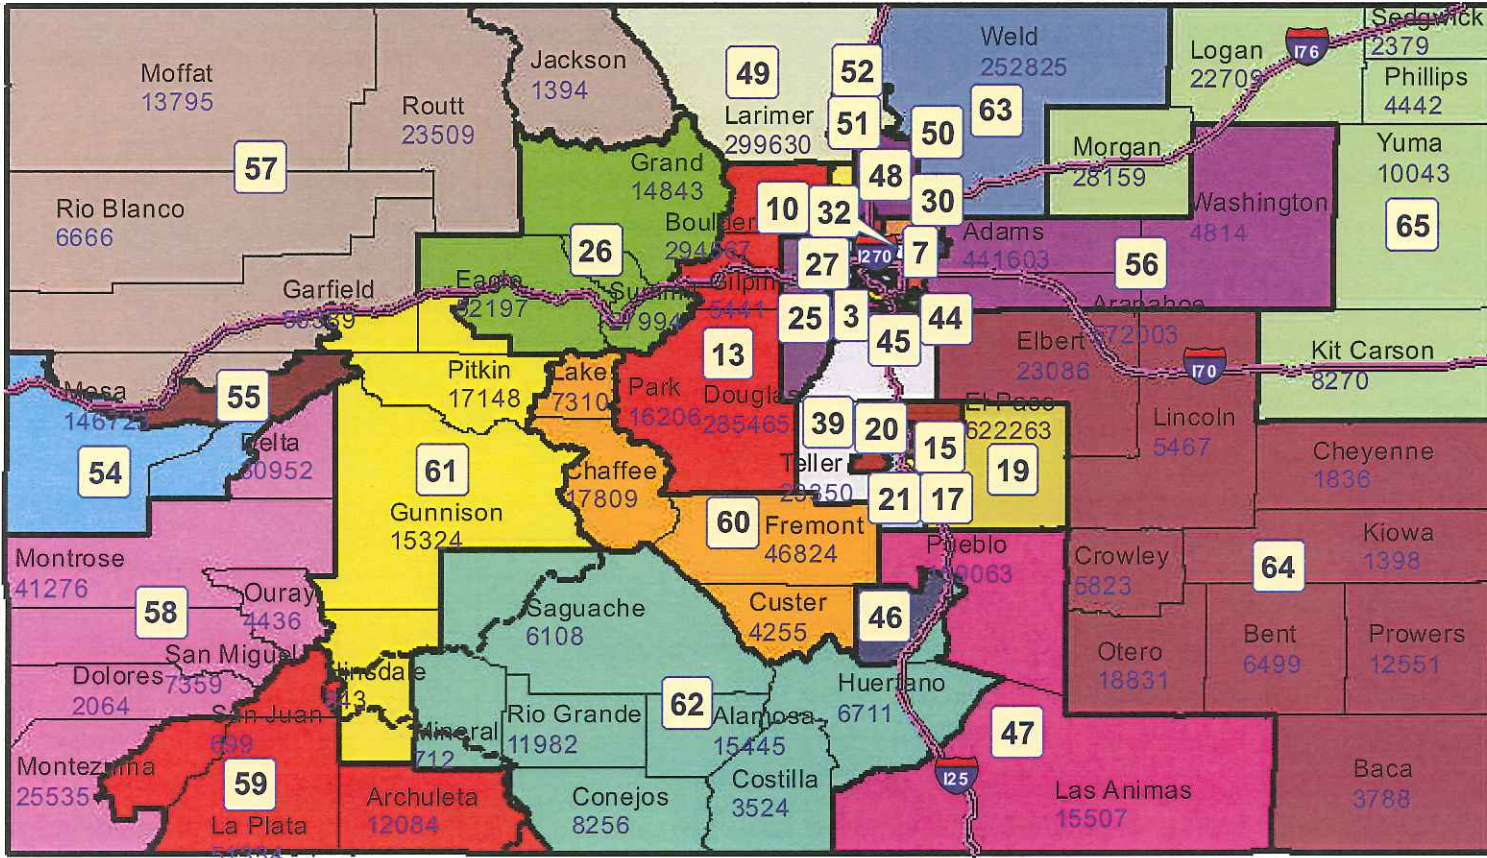 Moffat
13795
Routt
23509
Jackson
1394
49
52
Larimer
299630
51
Weld
252825
63
50
Logan
22709
I76
Sedgwick
2379
Phillips
4442
Yuma
10043
57
Rio Blanco
6666
Grand
14843
48
Morgan
28159
Washington
4814
65
10
32
30
Boulder
294567
26
27
I270
7
Adams
441603
56
Garfield
Eagle
52197
Summit
27994
Gilpin
5441
25
3
45
44
Arapahoe
572003
Elbert
23086
I70
Kit Carson
8270
13
Pitkin
17148
Lake
7310
Park
16206
Douglas
285465
Mesa
55
39
20
El Paso
622263
15
19
Lincoln
5467
Cheyenne
1836
54
Delta
30952
61
Gunnison
15324
Chaffee
17809
Teller
23350
21
17
60
Fremont
46824
Pueblo
Crowley
5823
64
Kiowa
1398
Montrose
41276
Ouray
4436
58
Saguache
6108
Custer
4255
46
Otero
18831
Bent
6499
Prowers
12551
San Miguel
7359
Dolores
2064
Hinsdale
843
62
Huerfano
6711
San Juan
699
Mineral
712
Rio Grande
11982
Alamosa
15445
47
Montezuma
25535
59
La Plata
Archuleta
12084
Conejos
8256
Costilla
3524
I25
Las Animas
15507
Baca
3788